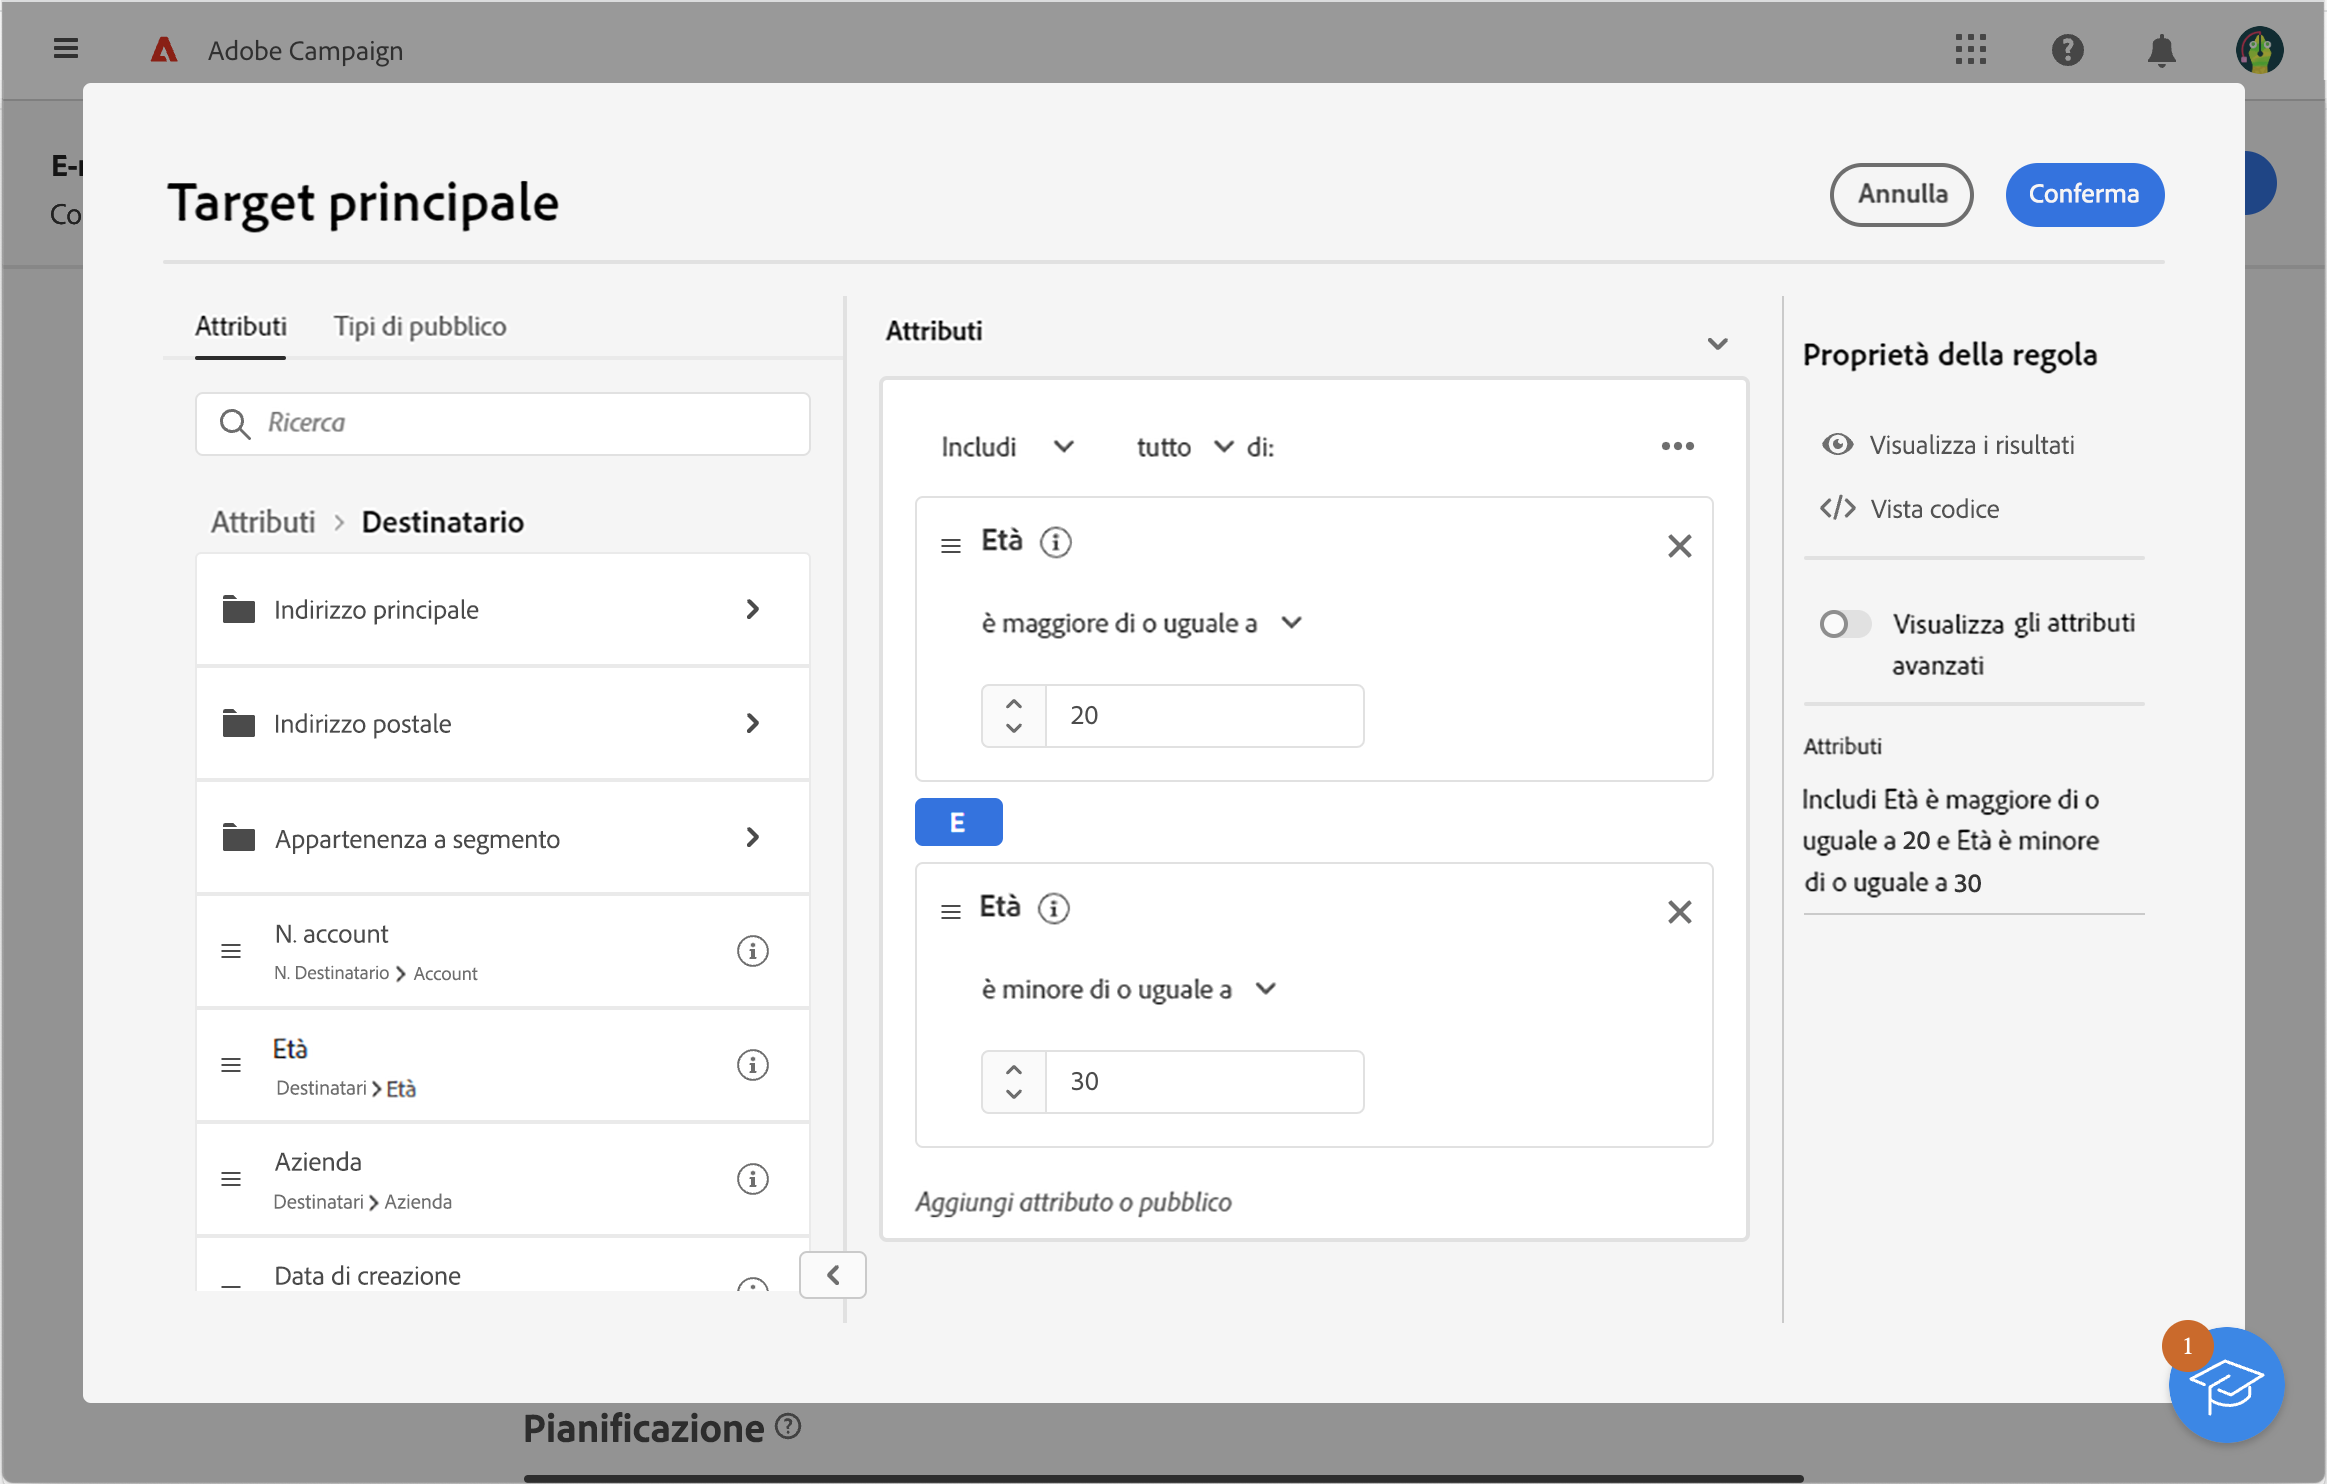 Adobe Campaign
Co
Target principale
Annulla
Conferma
Attributi
Tipi di pubblico
Ricerca
Attributi > Destinatario
Indirizzo principale
Indirizzo postale
Appartenenza a segmento
N. account
N. Destinatario > Account
Età
Destinatari > Età
Azienda
Destinatari > Azienda
Data di creazione
Attributi
Includi tutto di:
Età
è maggiore di o uguale a
20
E
Età
è minore di o uguale a
30
Aggiungi attributo o pubblico
Proprietà della regola
Visualizza i risultati
Vista codice
Visualizza gli attributi
avanzati
Attributi
Includi Età è maggiore di o
uguale a 20 e Età è minore
di o uguale a 30
1
Pianificazione